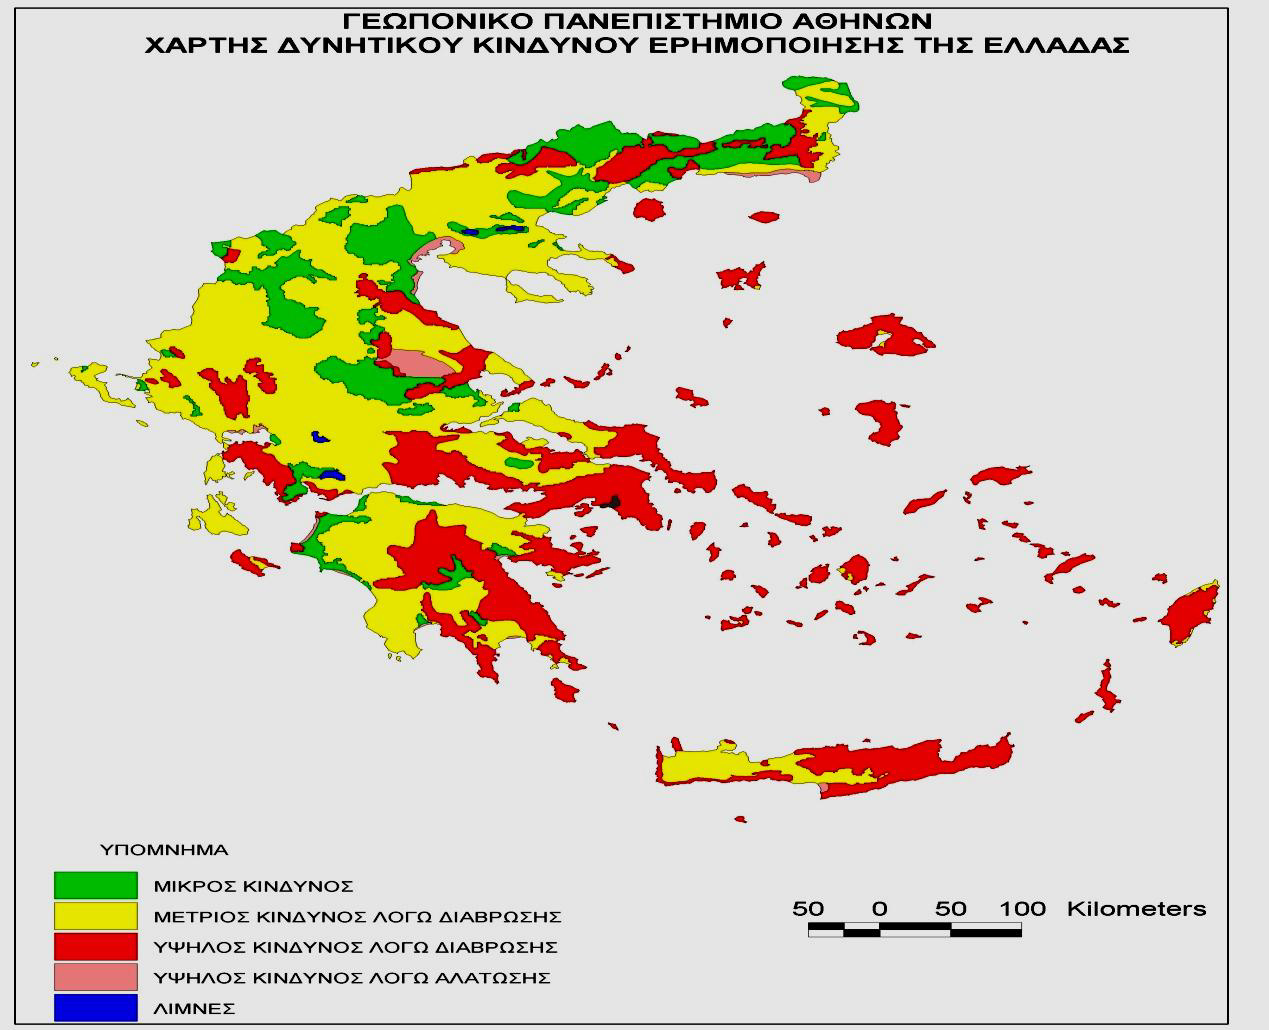 ΓΕΩΠΟΝΙΚΟ ΠΑΝΕΠΙΣΤΗΜΙΟ ΑΘΗΝΩΝ
ΧΑΡΤΗΣ ΔΥΝΗΤΙΚΟΥ ΚΙΝΔΥΝΟΥ ΕΡΗΜΟΠΟΙΗΣΗΣ ΤΗΣ ΕΛΛΑΔΑΣ
ΥΠΟΜΝΗΜΑ
ΜΙΚΡΟΣ ΚΙΝΔΥΝΟΣ
ΜΕΤΡΙΟΣ ΚΙΝΔΥΝΟΣ ΛΟΓΩ ΔΙΑΒΡΩΣΗΣ
ΥΨΗΛΟΣ ΚΙΝΔΥΝΟΣ ΛΟΓΩ ΔΙΑΒΡΩΣΗΣ
ΥΨΗΛΟΣ ΚΙΝΔΥΝΟΣ ΛΟΓΩ ΑΛΑΤΩΣΗΣ
ΛΙΜΝΕΣ
50 0 50 100 Kilometers